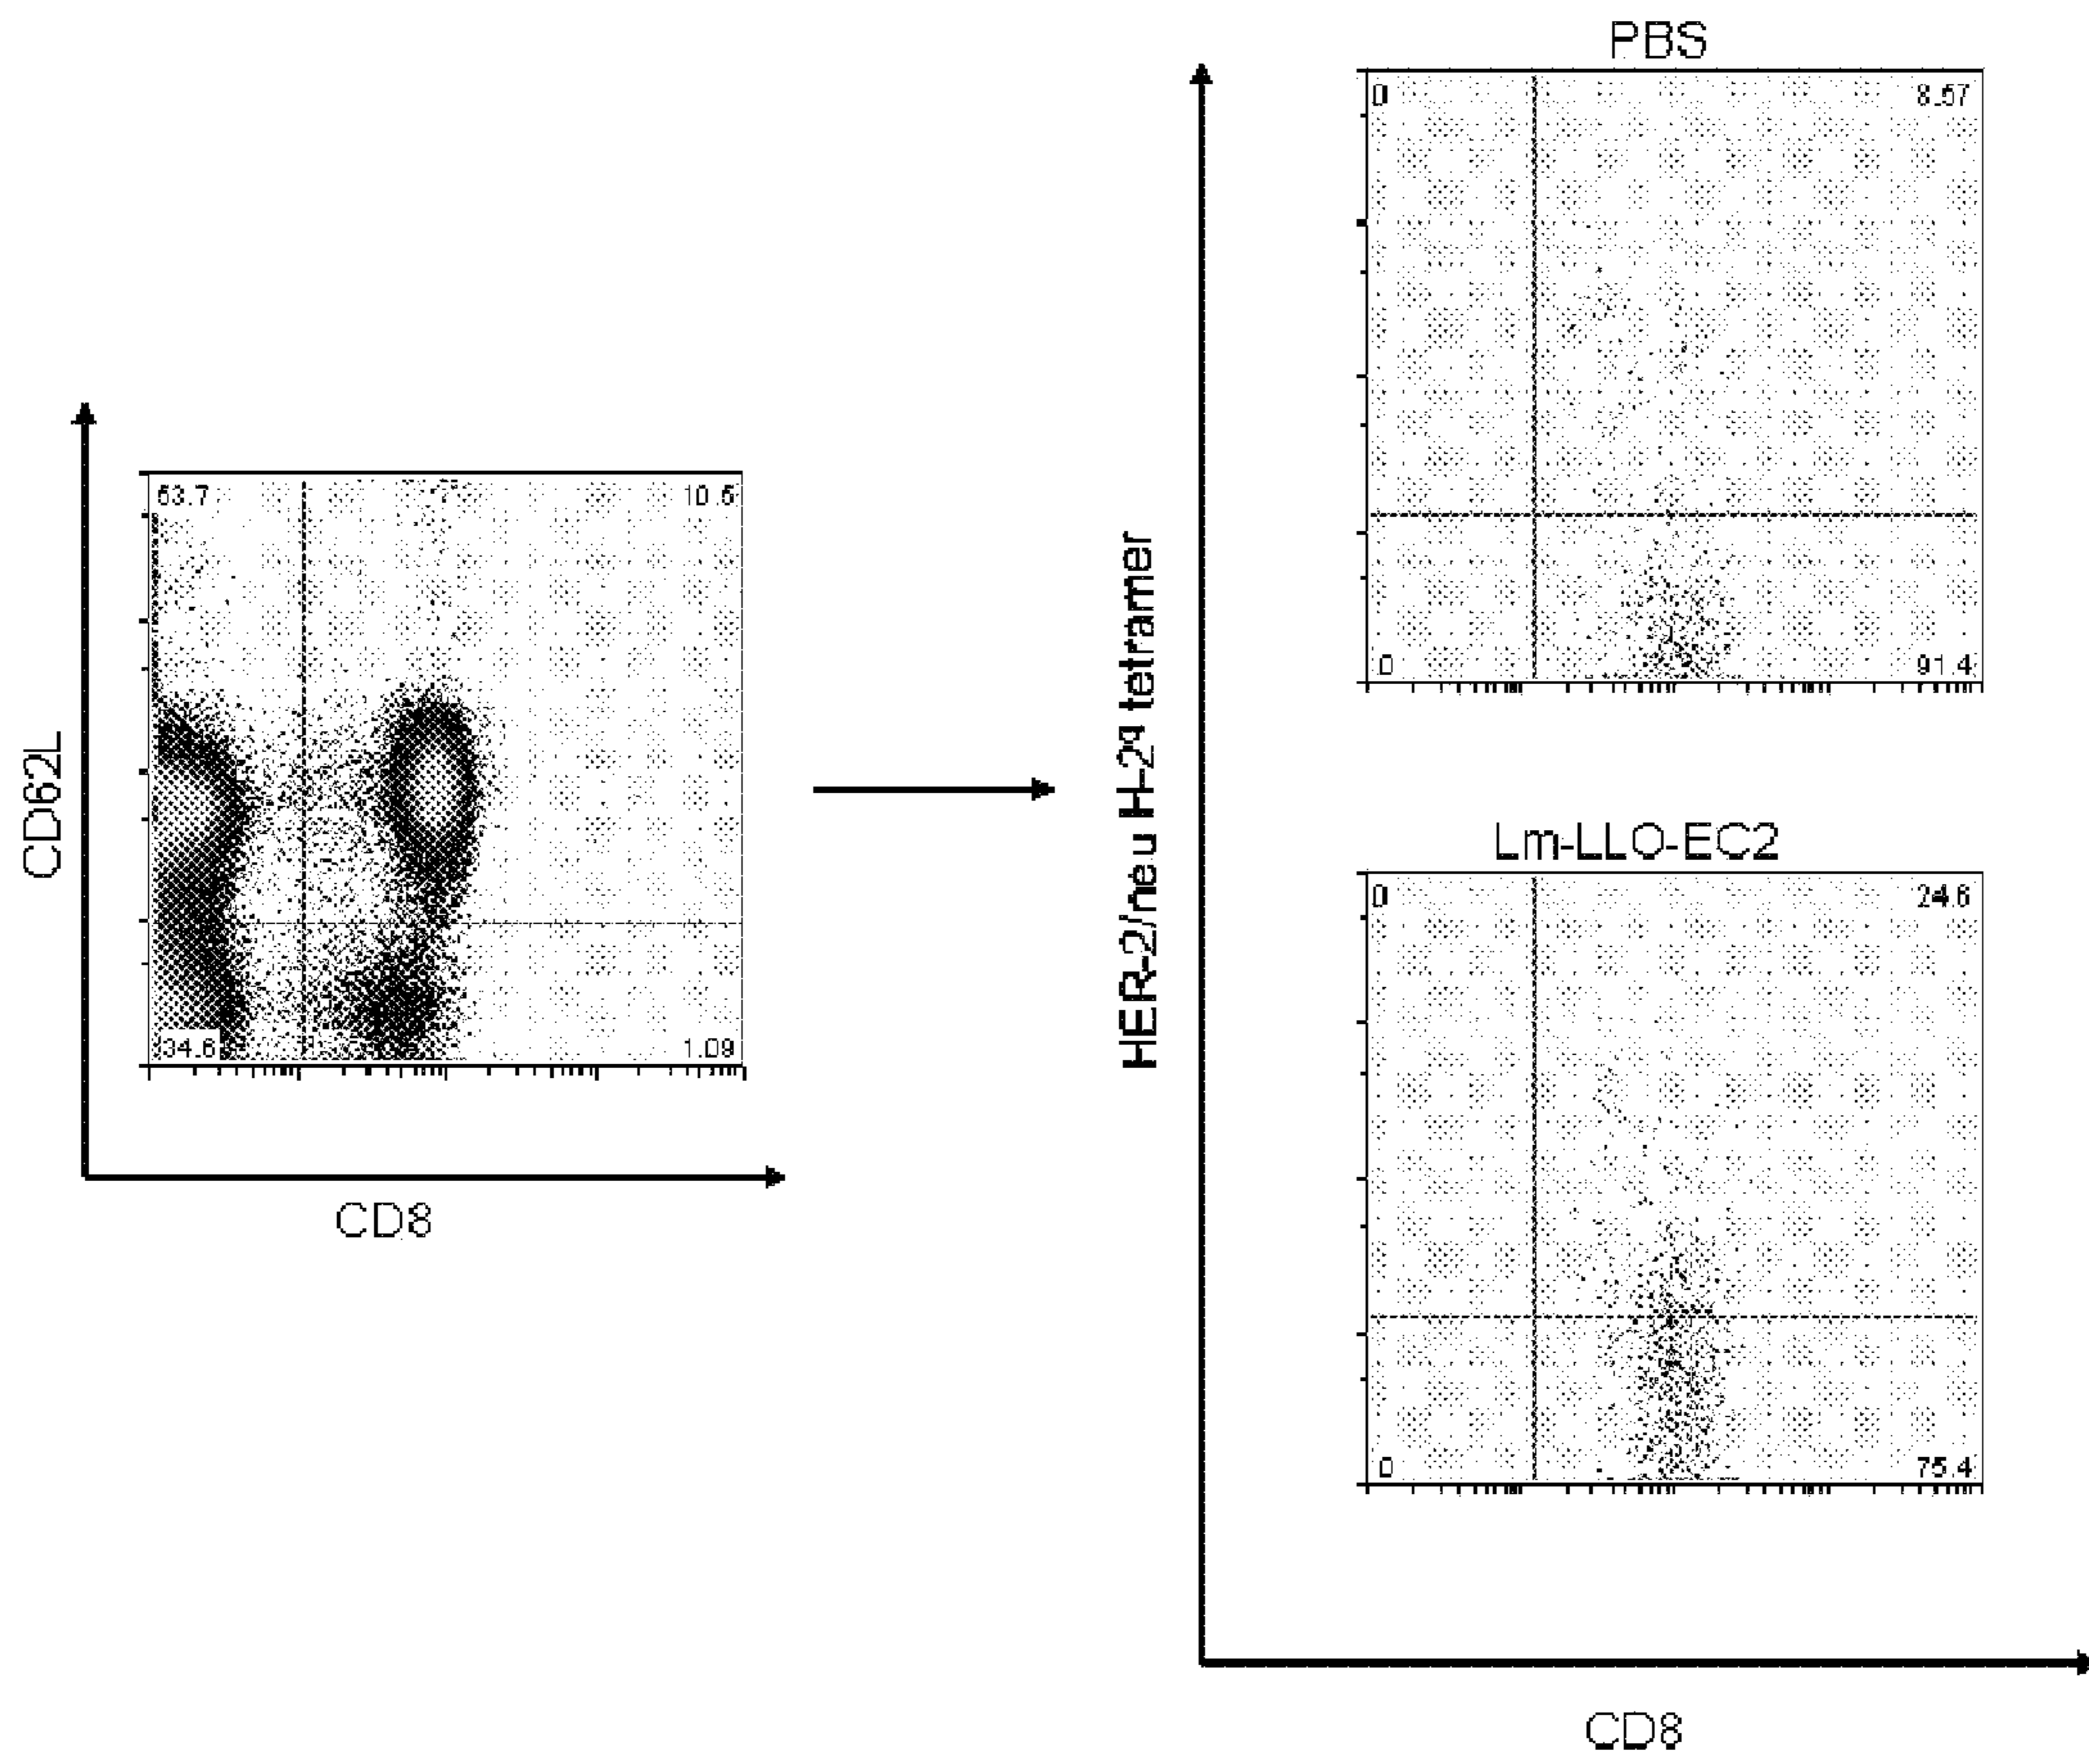 PBS
0 8.57
0 91.4
HER-2/neu H-2q tetramer
CD62L
53.7 10.5
34.6 1.09
CD8
Lm-LLO-EC2
0 24.6
0 75.4
CD8